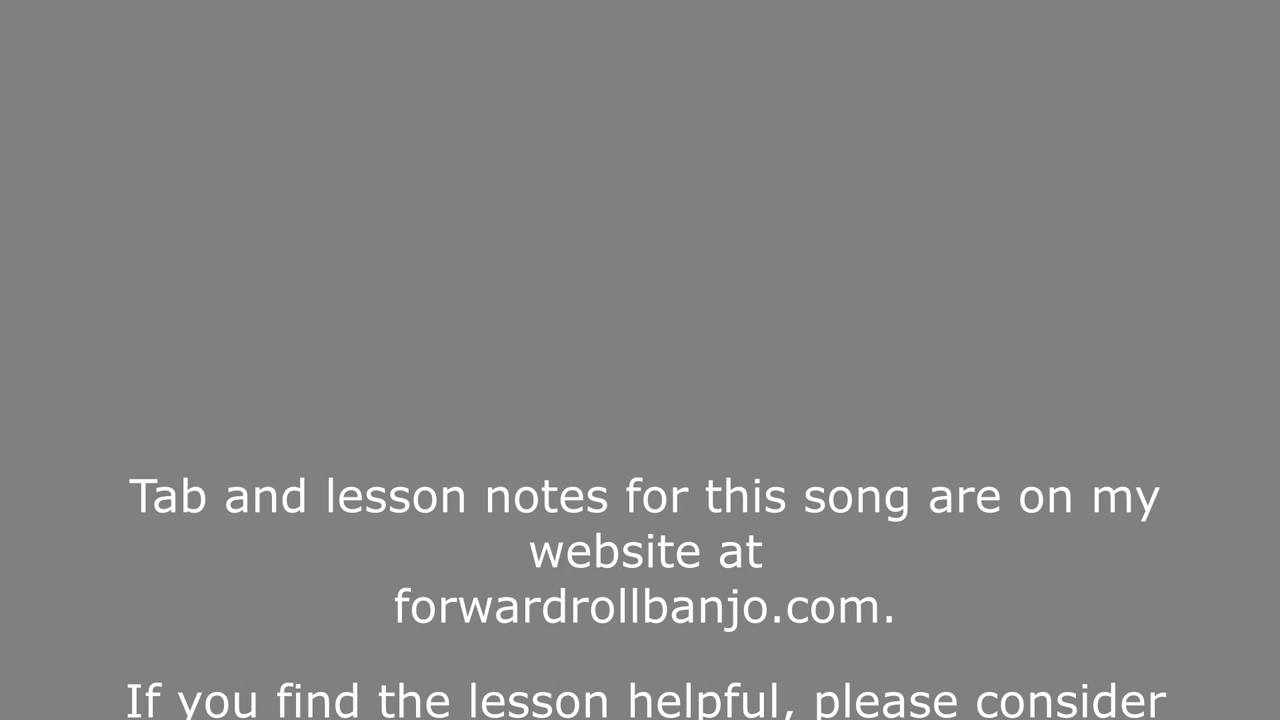 Tab and lesson notes for this song are on my
website at
forwardrollbanjo.com.
If you find the lesson helpful, please consider